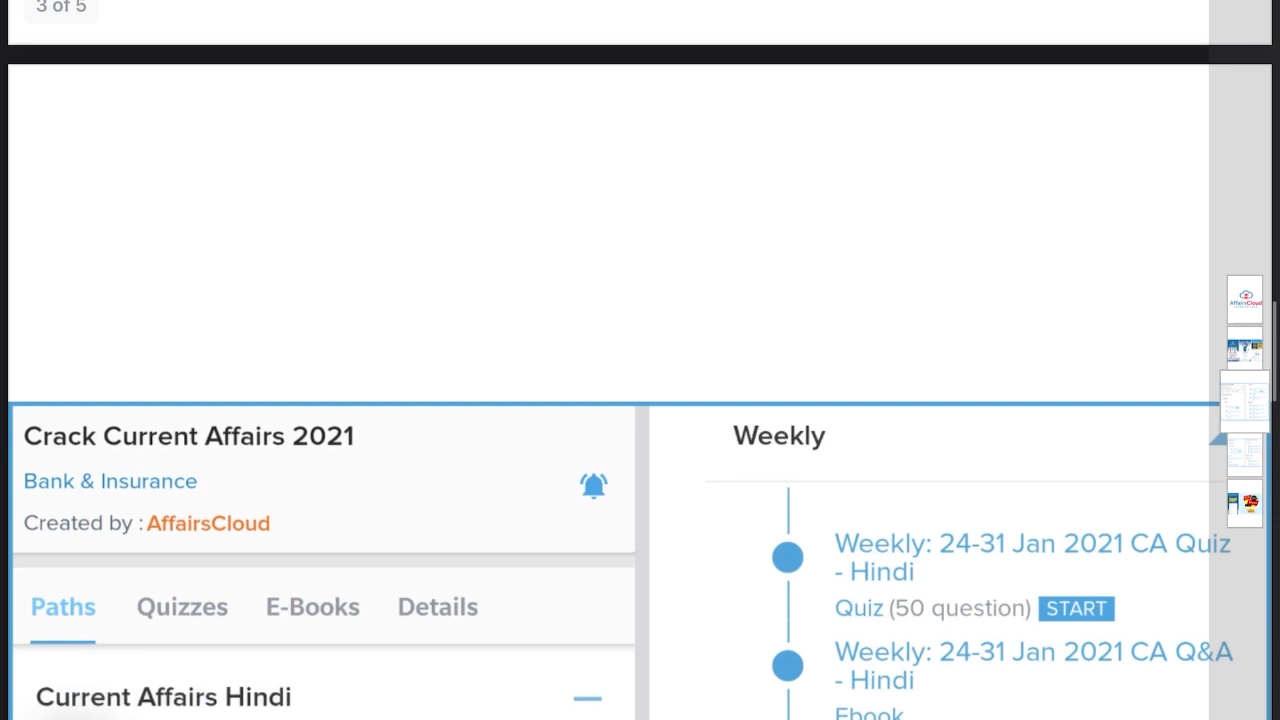 3 of 5
Crack Current Affairs 2021
Bank & Insurance
Created by : AffairsCloud
Paths Quizzes E-Books Details
Current Affairs Hindi
Weekly
Weekly: 24-31 Jan 2021 CA Quiz
- Hindi
Quiz (50 question) START
Weekly: 24-31 Jan 2021 CA Q&A
- Hindi
Ebook
AffairsCloud